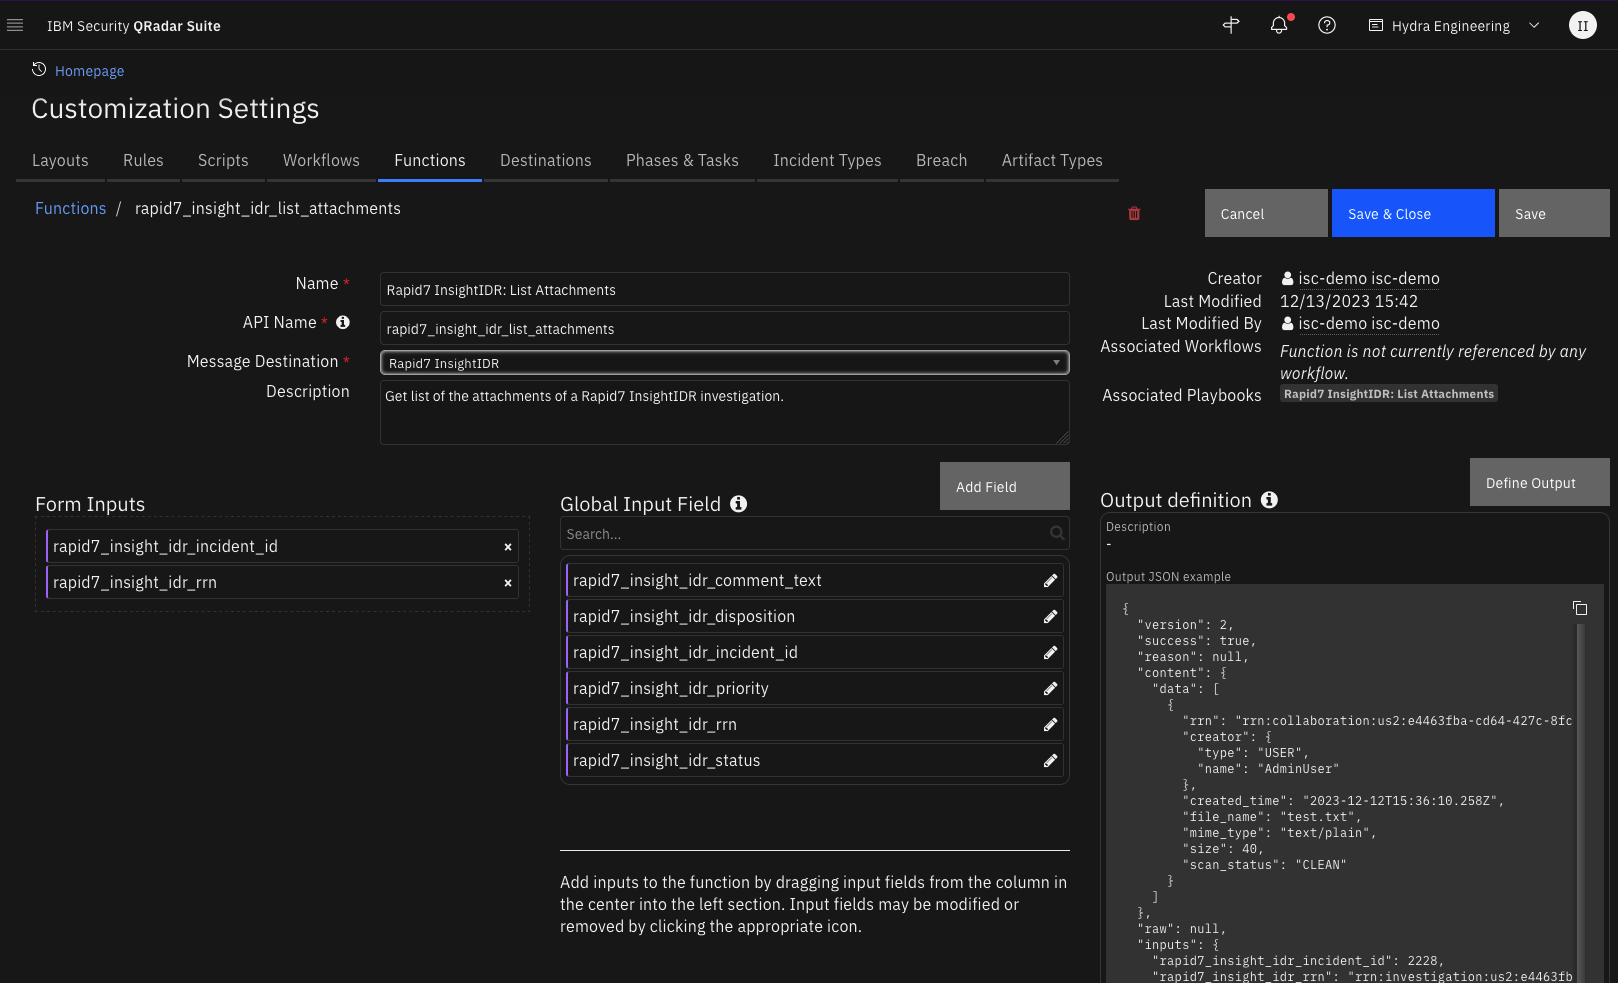 IBM Security QRadar Suite
Hydra Engineering
II
Homepage
Customization Settings
Layouts
Rules
Scripts
Workflows
Functions
Destinations
Phases & Tasks
Incident Types
Breach
Artifact Types
Functions / rapid7_insight_idr_list_attachments
Cancel
Save & Close
Save
Name *
Rapid7 InsightIDR: List Attachments
API Name *
rapid7_insight_idr_list_attachments
Message Destination *
Rapid7 InsightIDR
Description
Get list of the attachments of a Rapid7 InsightIDR investigation.
Creator
isc-demo isc-demo
Last Modified
12/13/2023 15:42
Last Modified By
isc-demo isc-demo
Associated Workflows
Function is not currently referenced by any
workflow.
Associated Playbooks
Rapid7 InsightIDR: List Attachments
Form Inputs
rapid7_insight_idr_incident_id
rapid7_insight_idr_rrn
Global Input Field
Add Field
Search...
rapid7_insight_idr_comment_text
rapid7_insight_idr_disposition
rapid7_insight_idr_incident_id
rapid7_insight_idr_priority
rapid7_insight_idr_rrn
rapid7_insight_idr_status
Add inputs to the function by dragging input fields from the column in
the center into the left section. Input fields may be modified or
removed by clicking the appropriate icon.
Output definition
Define Output
Description
-
Output JSON example
{
"version": 2,
"success": true,
"reason": null,
"content": {
"data": [
{
"rrn": "rrn:collaboration:us2:e4463fba-cd64-427c-8fc
"creator": {
"type": "USER",
"name": "AdminUser"
},
"created_time": "2023-12-12T15:36:10.258Z",
"file_name": "test.txt",
"mime_type": "text/plain",
"size": 40,
"scan_status": "CLEAN"
}
]
},
"raw": null,
"inputs": {
"rapid7_insight_idr_incident_id": 2228,
"rapid7_insight_idr_rrn": "rrn:investigation:us2:e4463fb